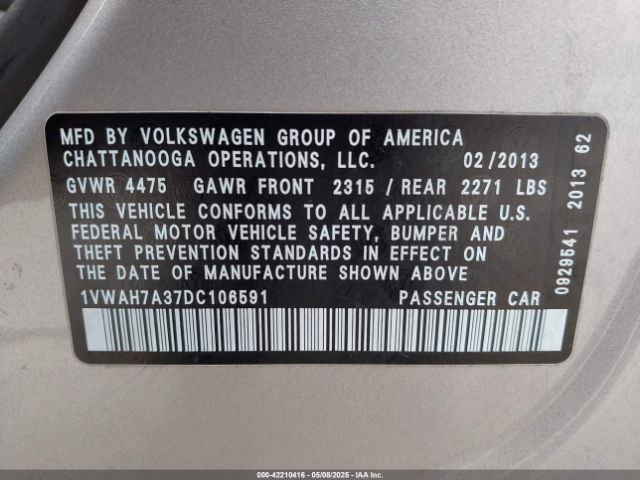 MFD BY VOLKSWAGEN GROUP OF AMERICA
CHATTANOOGA OPERATIONS, LLC. 02/2013
GVWR 4475 GAWR FRONT 2315 / REAR 2271 LBS
THIS VEHICLE CONFORMS TO ALL APPLICABLE U.S.
FEDERAL MOTOR VEHICLE SAFETY, BUMPER AND
THEFT PREVENTION STANDARDS IN EFFECT ON
THE DATE OF MANUFACTURE SHOWN ABOVE
1VWAH7A37DC106591 PASSENGER CAR
0929541 2013 62
000-42210416 - 05/08/2025 - IAA Inc.